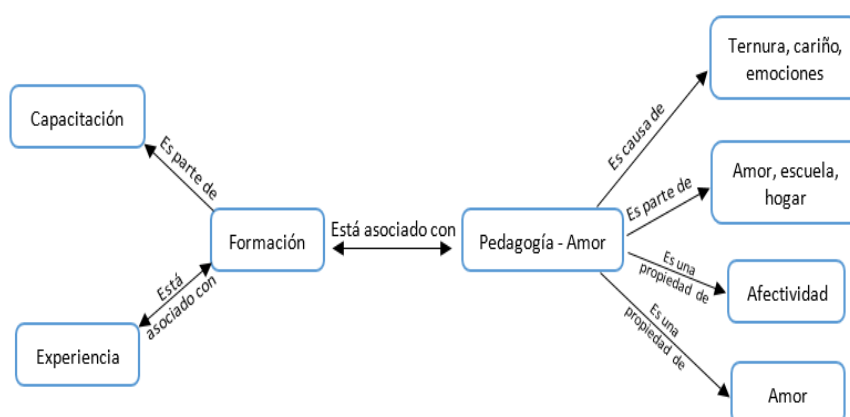 Ternura, cariño,
emociones
Capacitación
Es causa de
Es parte de
Amor, escuela,
hogar
Es parte de
Formación
Está asociado con
Pedagogía - Amor
Es una
propiedad de
Afectividad
Está
asociado con
Experiencia
Es una
propiedad de
Amor